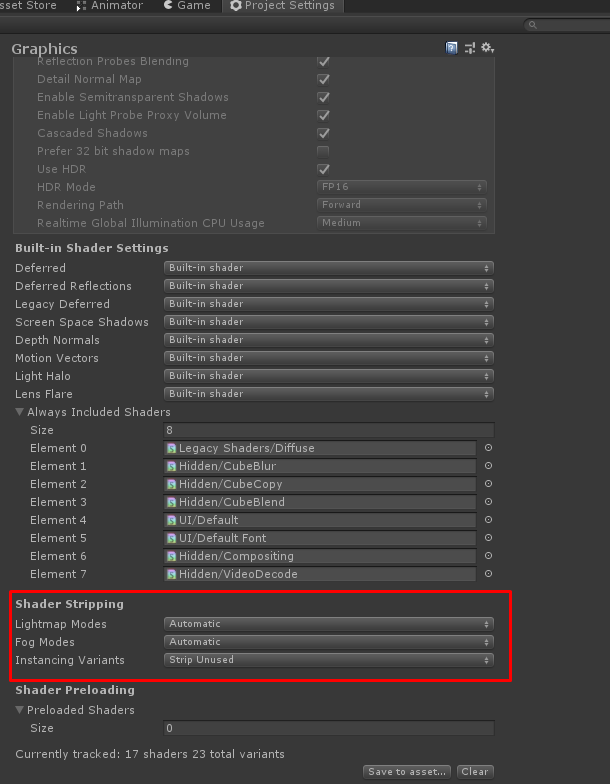 sset Store Animator Game Project Settings
Graphics
Reflection Probes Blending
Detail Normal Map
Enable Semitransparent Shadows
Enable Light Probe Proxy Volume
Cascaded Shadows
Prefer 32 bit shadow maps
Use HDR
HDR Mode FP16
Rendering Path Forward
Realtime Global Illumination CPU Usage Medium
Built-in Shader Settings
Deferred Built-in shader
Deferred Reflections Built-in shader
Legacy Deferred Built-in shader
Screen Space Shadows Built-in shader
Depth Normals Built-in shader
Motion Vectors Built-in shader
Light Halo Built-in shader
Lens Flare Built-in shader
Always Included Shaders
Size 8
Element 0 Legacy Shaders/Diffuse
Element 1 Hidden/CubeBlur
Element 2 Hidden/CubeCopy
Element 3 Hidden/CubeBlend
Element 4 UI/Default
Element 5 UI/Default Font
Element 6 Hidden/Compositing
Element 7 Hidden/VideoDecode
Shader Stripping
Lightmap Modes Automatic
Fog Modes Automatic
Instancing Variants Strip Unused
Shader Preloading
Preloaded Shaders
Size 0
Currently tracked: 17 shaders 23 total variants
Save to asset... Clear